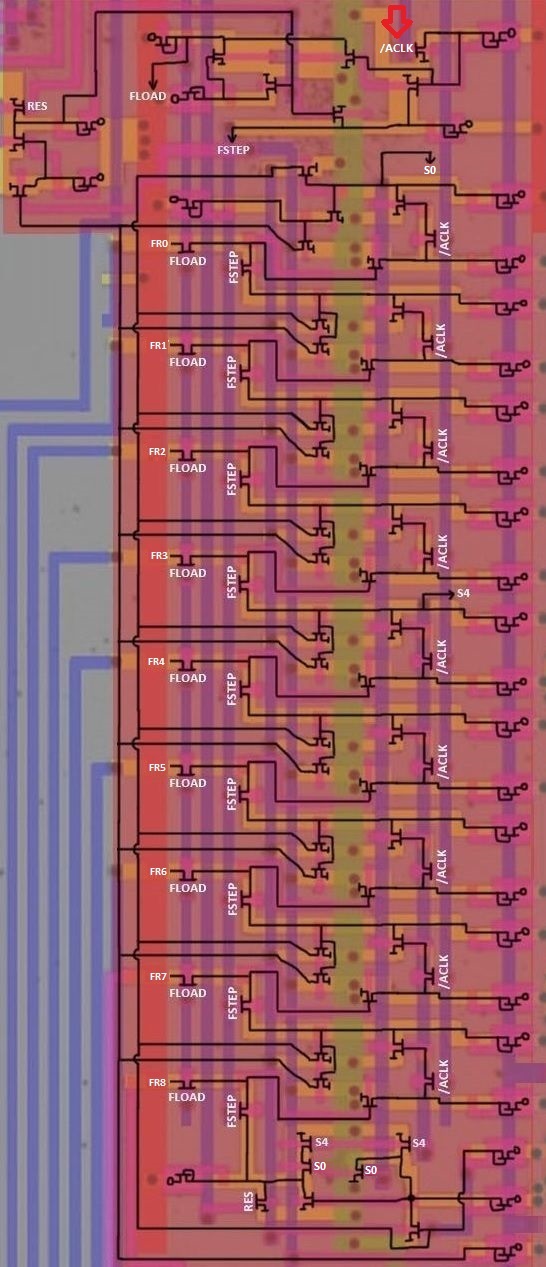 /ACLK
RES
FLOAD
FSTEP
S0
/ACLK
FR0
FLOAD
FSTEP
/ACLK
FR1
FLOAD
FSTEP
/ACLK
FR2
FLOAD
FSTEP
/ACLK
FR3
FLOAD
FSTEP
S4
/ACLK
FR4
FLOAD
FSTEP
/ACLK
FR5
FLOAD
FSTEP
/ACLK
FR6
FLOAD
FSTEP
/ACLK
FR7
FLOAD
FSTEP
/ACLK
FR8
FLOAD
FSTEP
S4
S4
S0
S0
RES